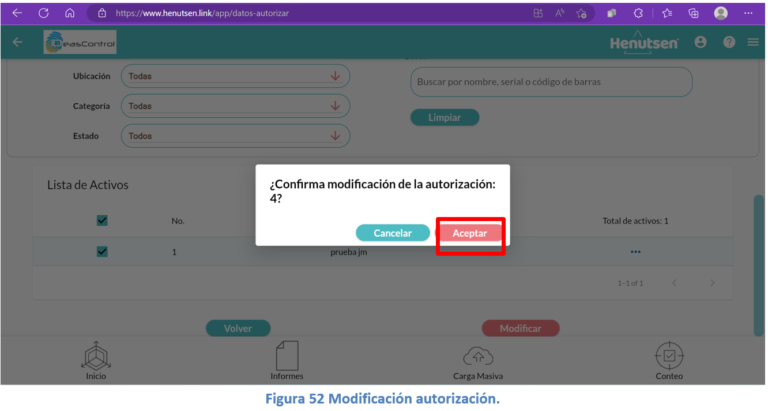 https://www.henutsen.link/app/datos-autorizar
BeasControl
Henutsen
Ubicación Todas
Buscar por nombre, serial o código de barras
Categoría Todas
Limpiar
Estado Todos
Lista de Activos
¿Confirma modificación de la autorización:
4?
Cancelar Aceptar
No. Total de activos: 1
1 prueba jm
1 - 1 of 1
Volver Modificar
Inicio Informes Carga Masiva Conteo
Figura 52 Modificación autorización.